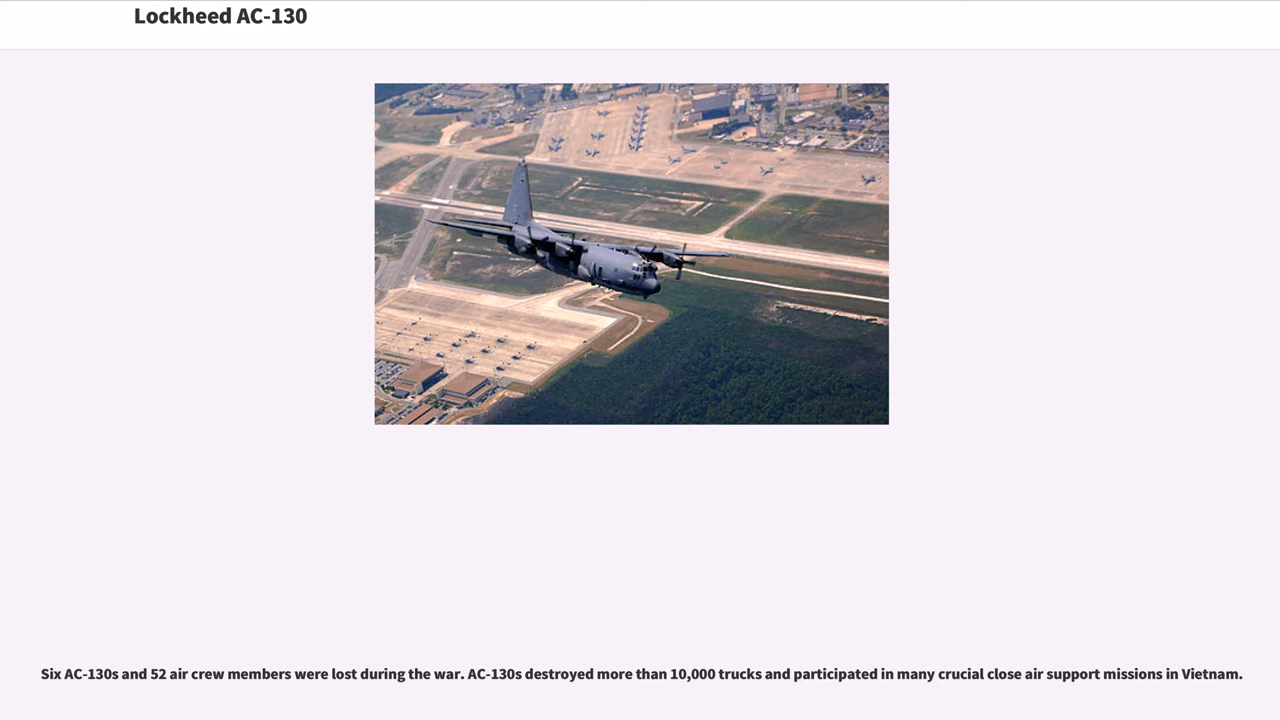 Lockheed AC-130
Six AC-130s and 52 air crew members were lost during the war. AC-130s destroyed more than 10,000 trucks and participated in many crucial close air support missions in Vietnam.